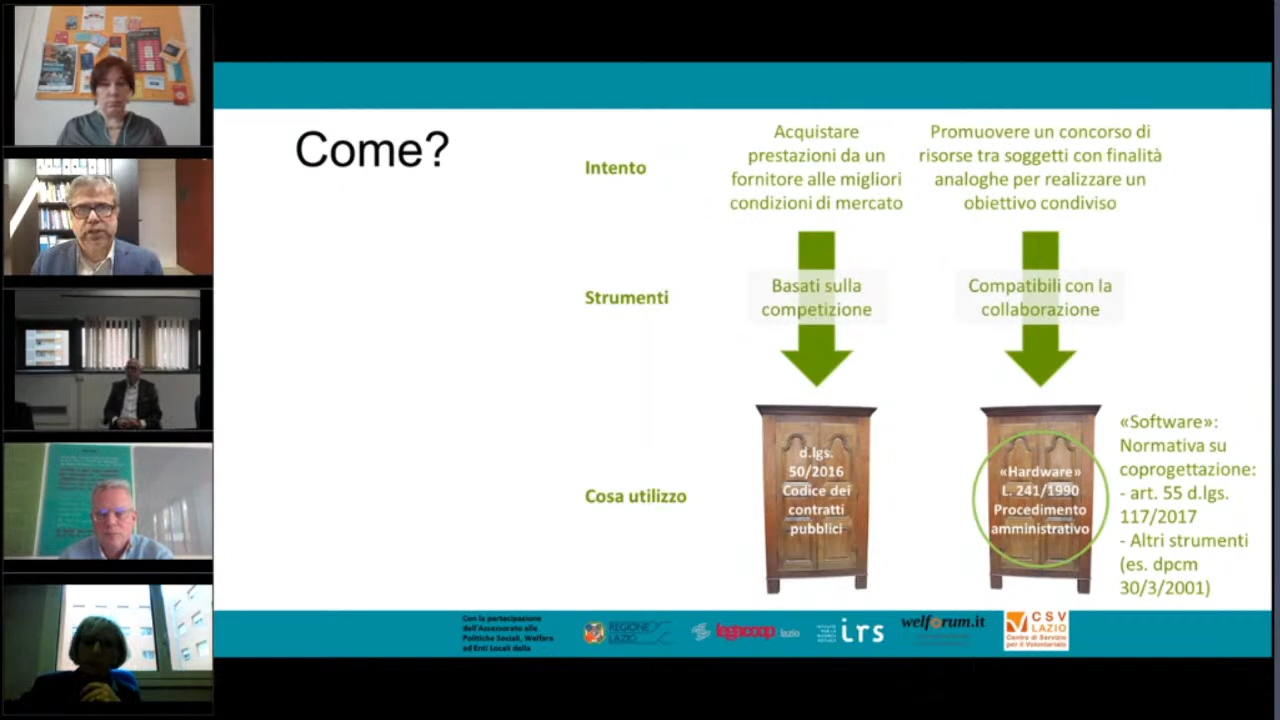 Come?
Intento
Acquistare
prestazioni da un
fornitore alle migliori
condizioni di mercato
Promuovere un concorso di
risorse tra soggetti con finalità
analoghe per realizzare un
obiettivo condiviso
Strumenti
Basati sulla
competizione
Compatibili con la
collaborazione
Cosa utilizzo
d.lgs.
50/2016
Codice dei
contratti
pubblici
«Hardware»
L. 241/1990
Procedimento
amministrativo
«Software»:
Normativa su
coprogettazione:
- art. 55 d.lgs.
117/2017
- Altri strumenti
(es. dpcm
30/3/2001)
Con la partecipazione
dell'Assessorato alle
Politiche Sociali, Welfare
ed Enti Locali della
REGIONE
LAZIO
legacoop lazio
irs
welforum.it
CSV
LAZIO
Centro di Servizio
per il Volontariato